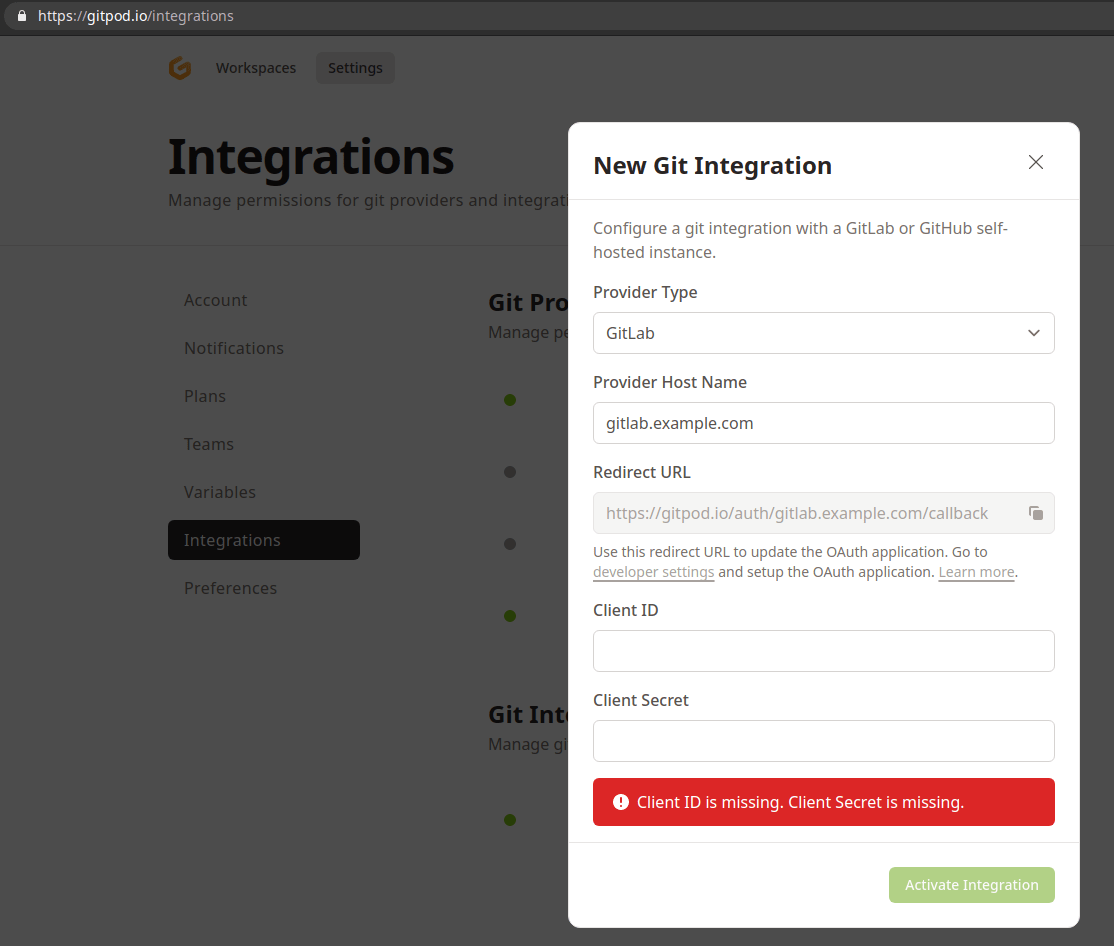 https://gitpod.io/integrations
Workspaces
Settings
Integrations
Manage permissions for git providers and integrati
Account
Notifications
Plans
Teams
Variables
Integrations
Preferences
Git Pro
Manage pe
Git Inte
Manage gi
New Git Integration
Configure a git integration with a GitLab or GitHub self-
hosted instance.
Provider Type
GitLab
Provider Host Name
gitlab.example.com
Redirect URL
https://gitpod.io/auth/gitlab.example.com/callback
Use this redirect URL to update the OAuth application. Go to
developer settings and setup the OAuth application. Learn more.
Client ID
Client Secret
Client ID is missing. Client Secret is missing.
Activate Integration